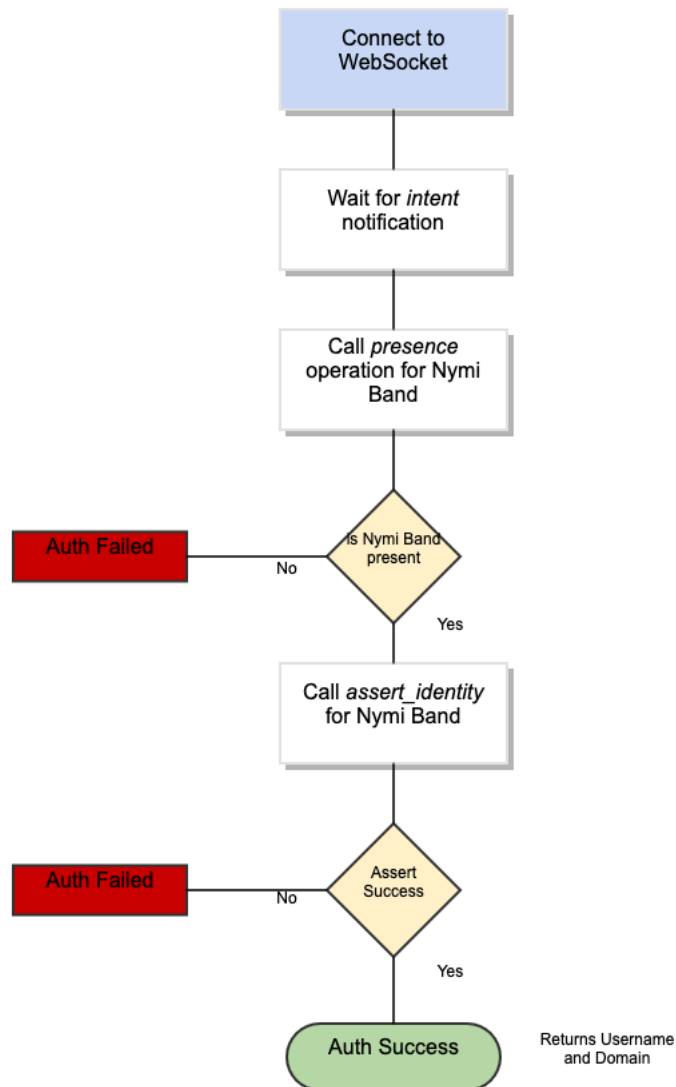 Connect to
WebSocket
Wait for intent
notification
Call presence
operation for Nymi
Band
Is Nymi Band
present
Auth Failed
No
Yes
Call assert_identity
for Nymi Band
Assert
Success
Auth Failed
No
Yes
Auth Success
Returns Username
and Domain